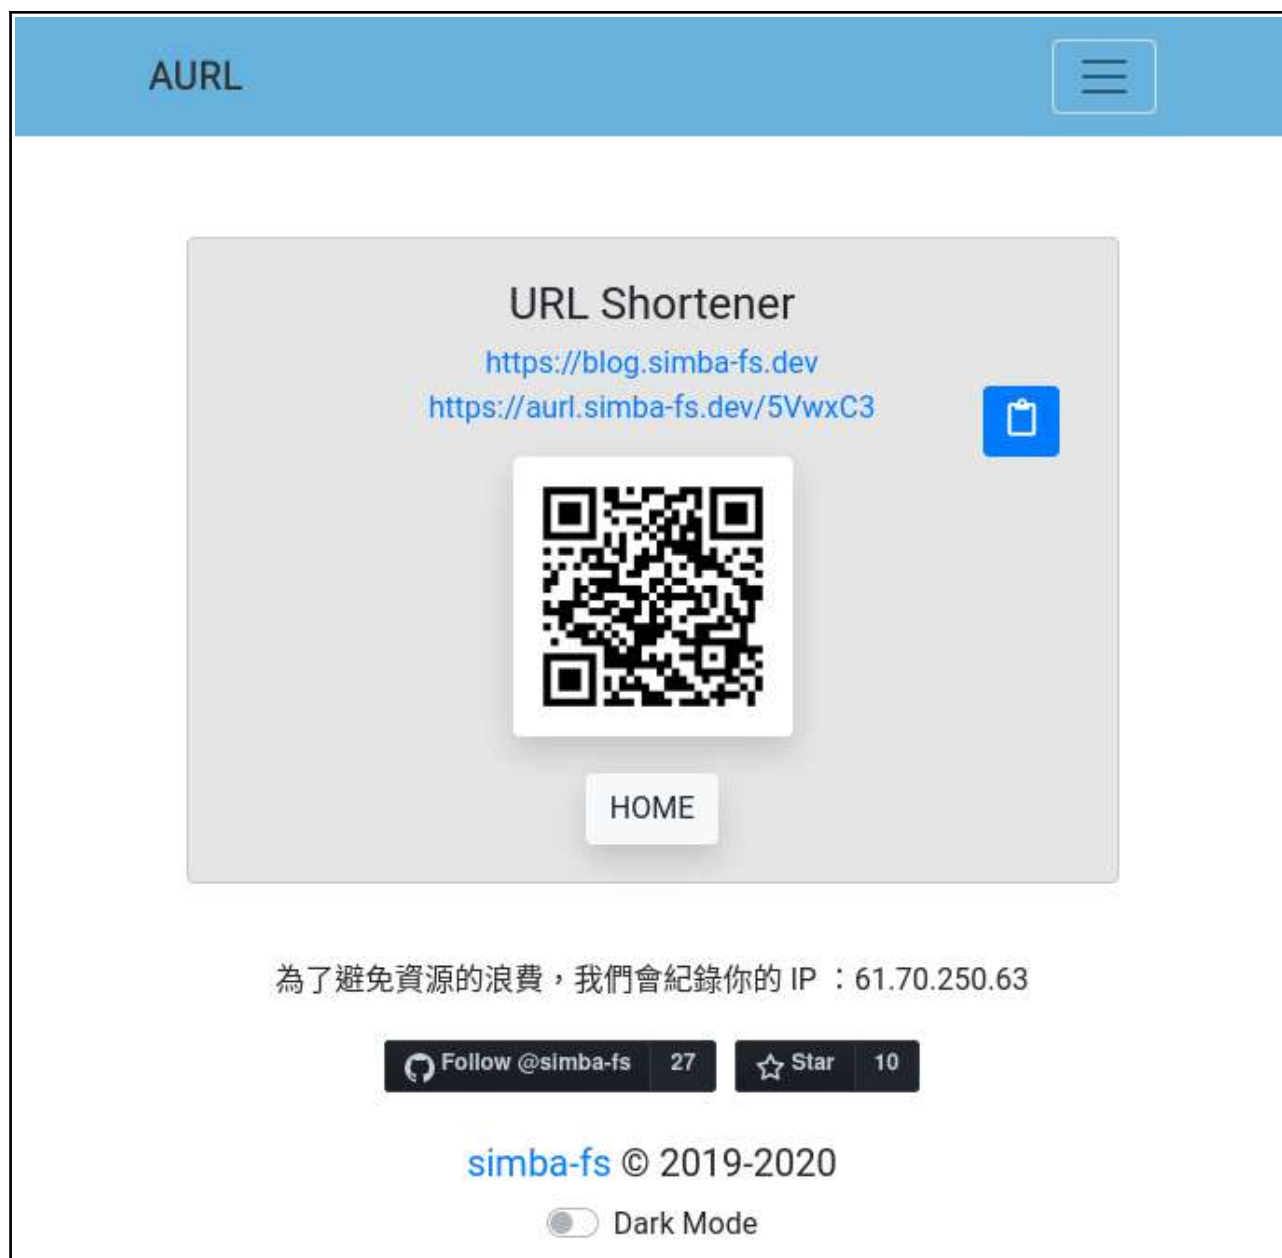 AURL
URL Shortener
https://blog.simba-fs.dev
https://aurl.simba-fs.dev/5VwxC3
HOME
為了避免資源的浪費，我們會紀錄你的 IP ：61.70.250.63
Follow @simba-fs 27 Star 10
simba-fs © 2019-2020
Dark Mode